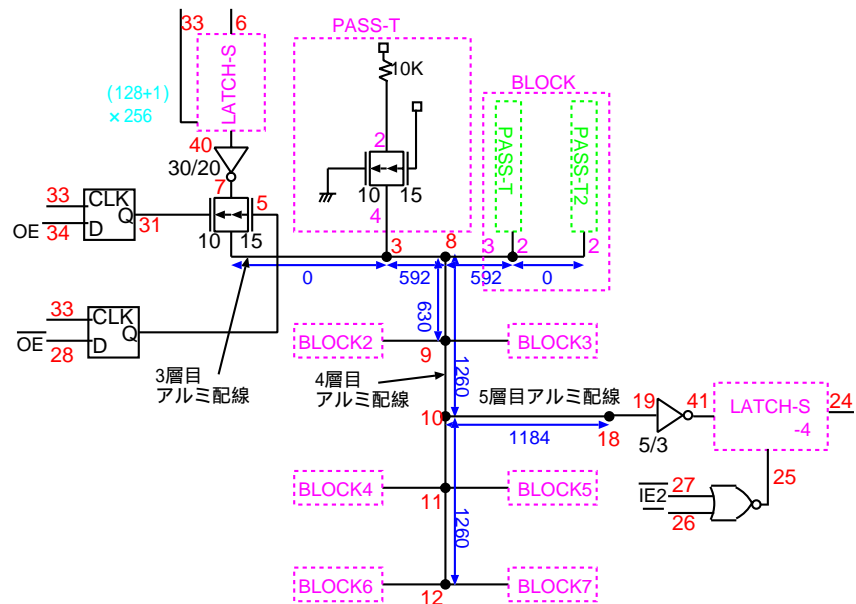 33
6
PASS-T
LATCH-S
10K
BLOCK
(128+1)
×256
PASS-T
PASS-T2
40
30/20
2
7
33
CLK
5
10
15
OE
D
Q
34
31
10
15
4
3
8
3
2
2
0
592
592
0
33
CLK
630
OE
D
Q
28
BLOCK2
BLOCK3
9
3層目
アルミ配線
4層目
アルミ配線
1260
5層目アルミ配線
19
41
LATCH-S
-4
24
10
1184
18
5/3
BLOCK4
BLOCK5
11
1260
IE2
27
25
26
BLOCK6
BLOCK7
12